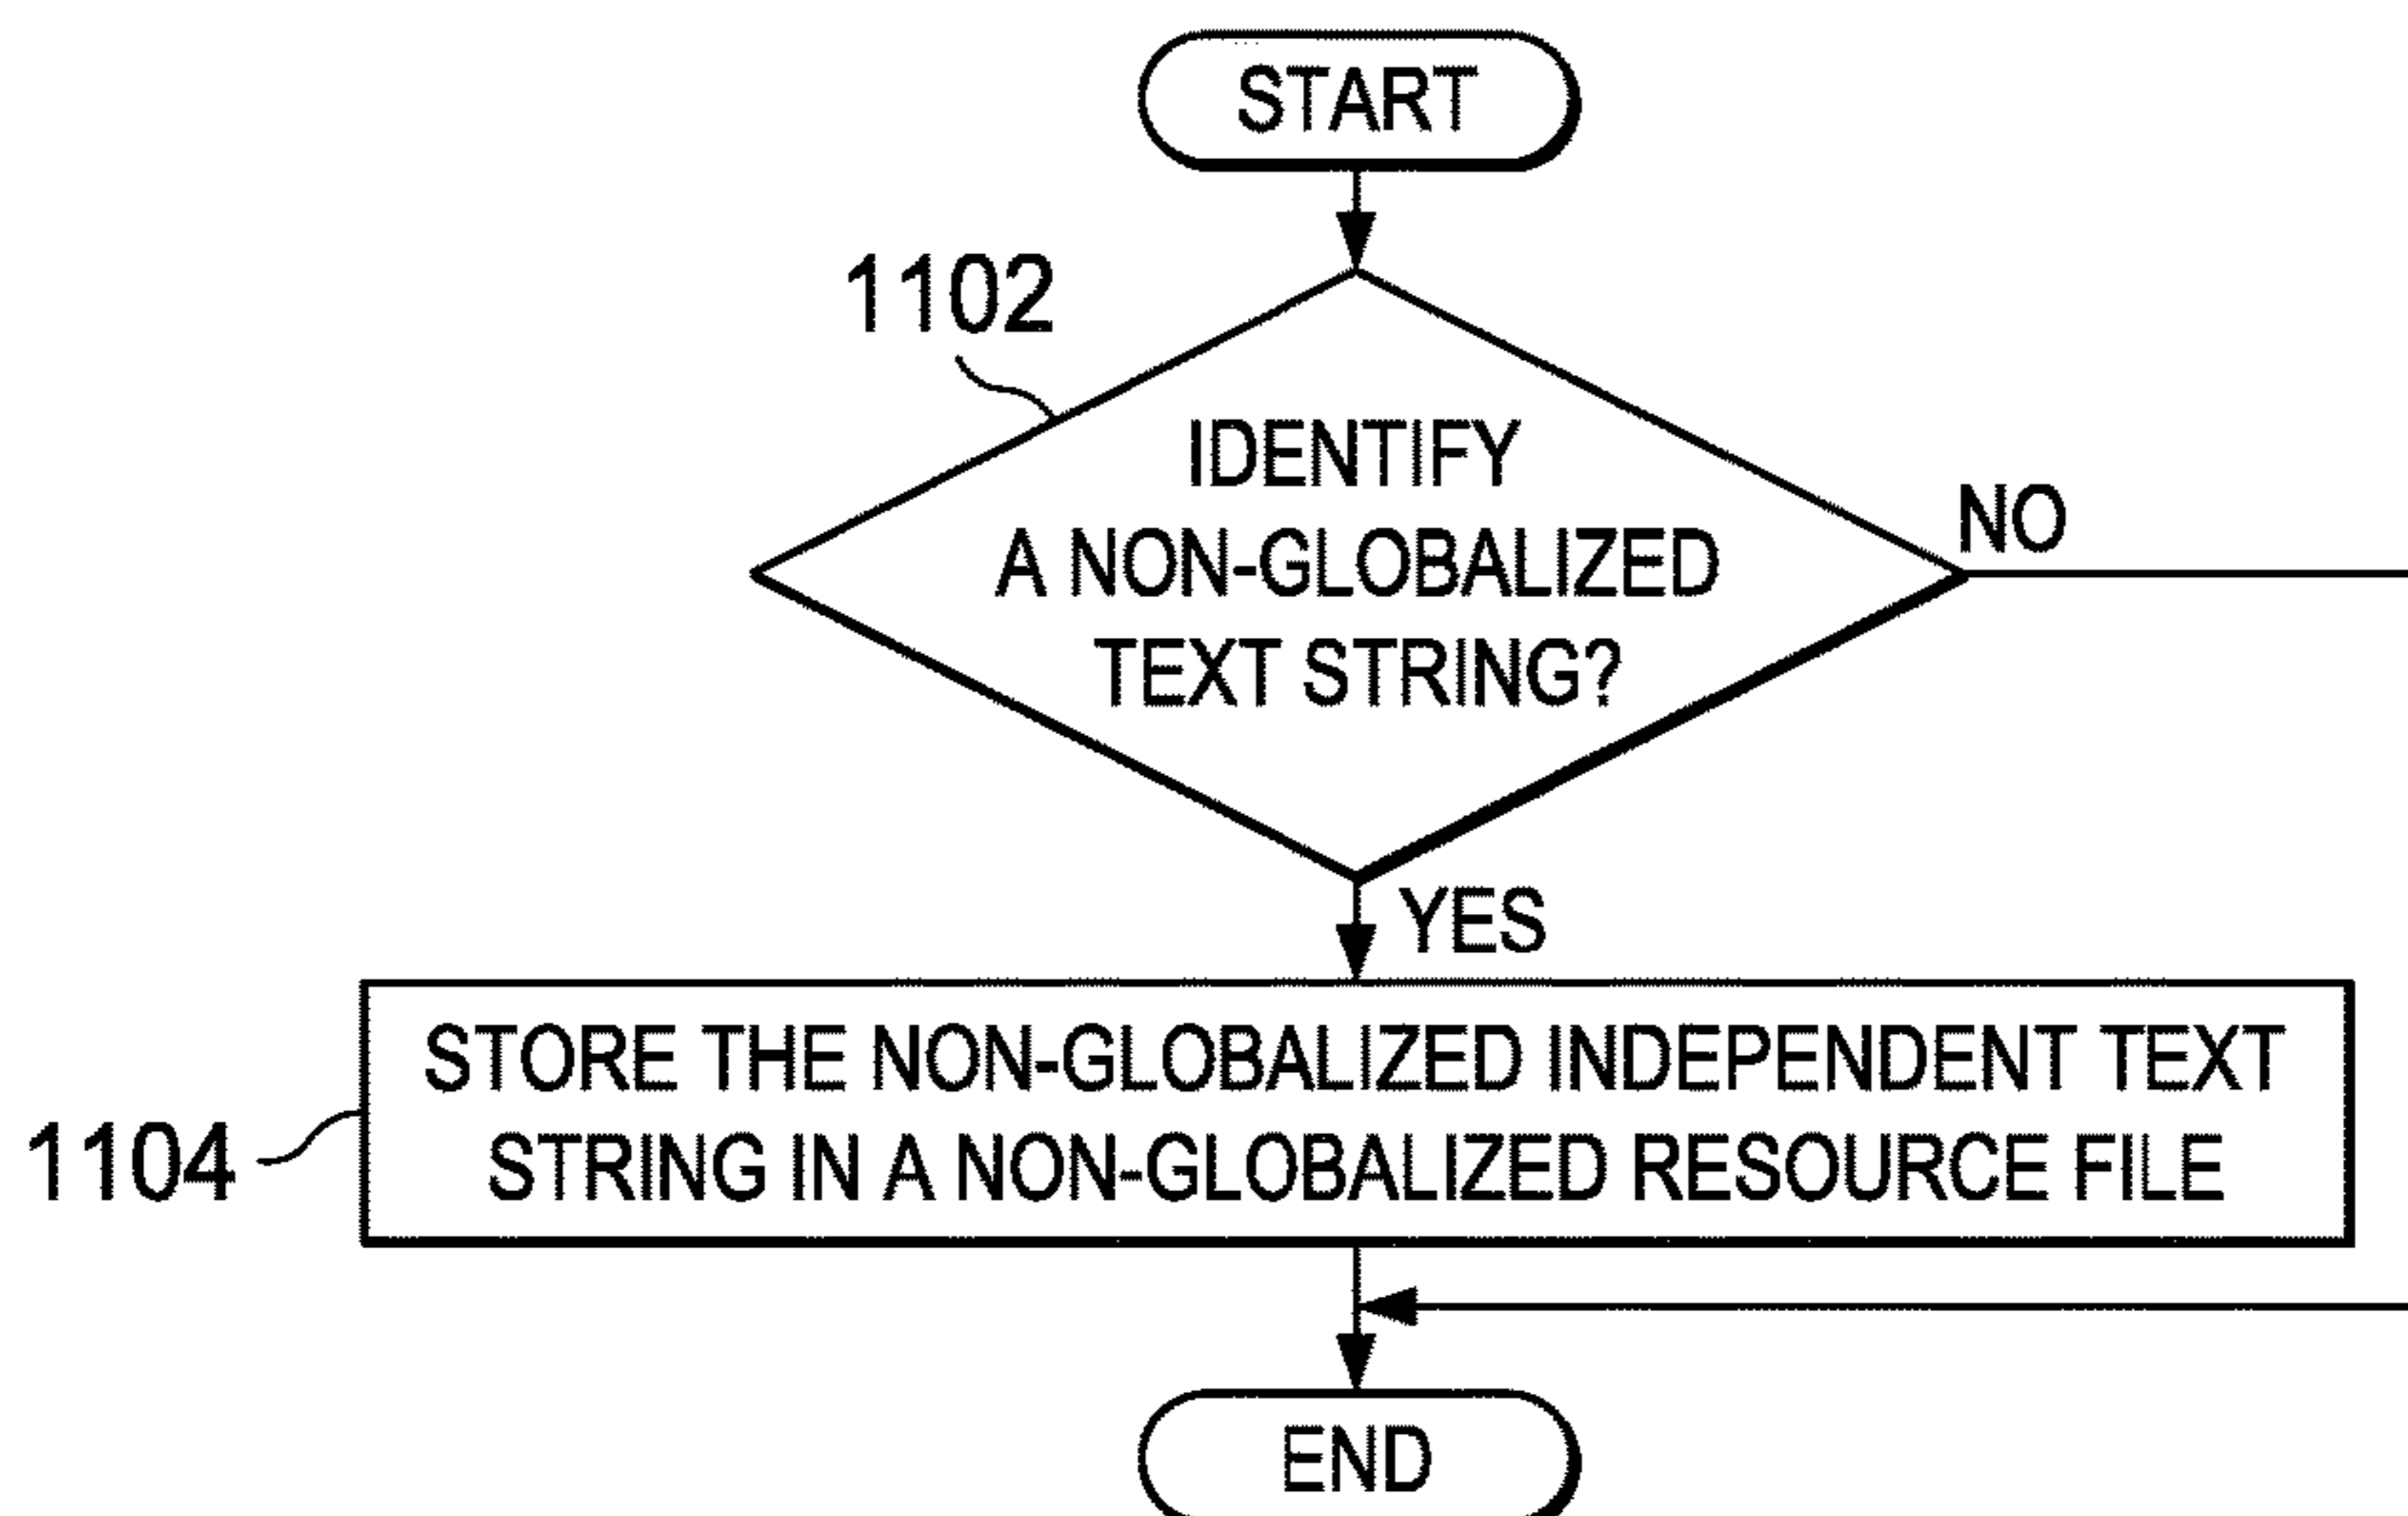 START
1102
IDENTIFY
A NON-GLOBALIZED
TEXT STRING?
NO
YES
STORE THE NON-GLOBALIZED INDEPENDENT TEXT
STRING IN A NON-GLOBALIZED RESOURCE FILE
1104
END